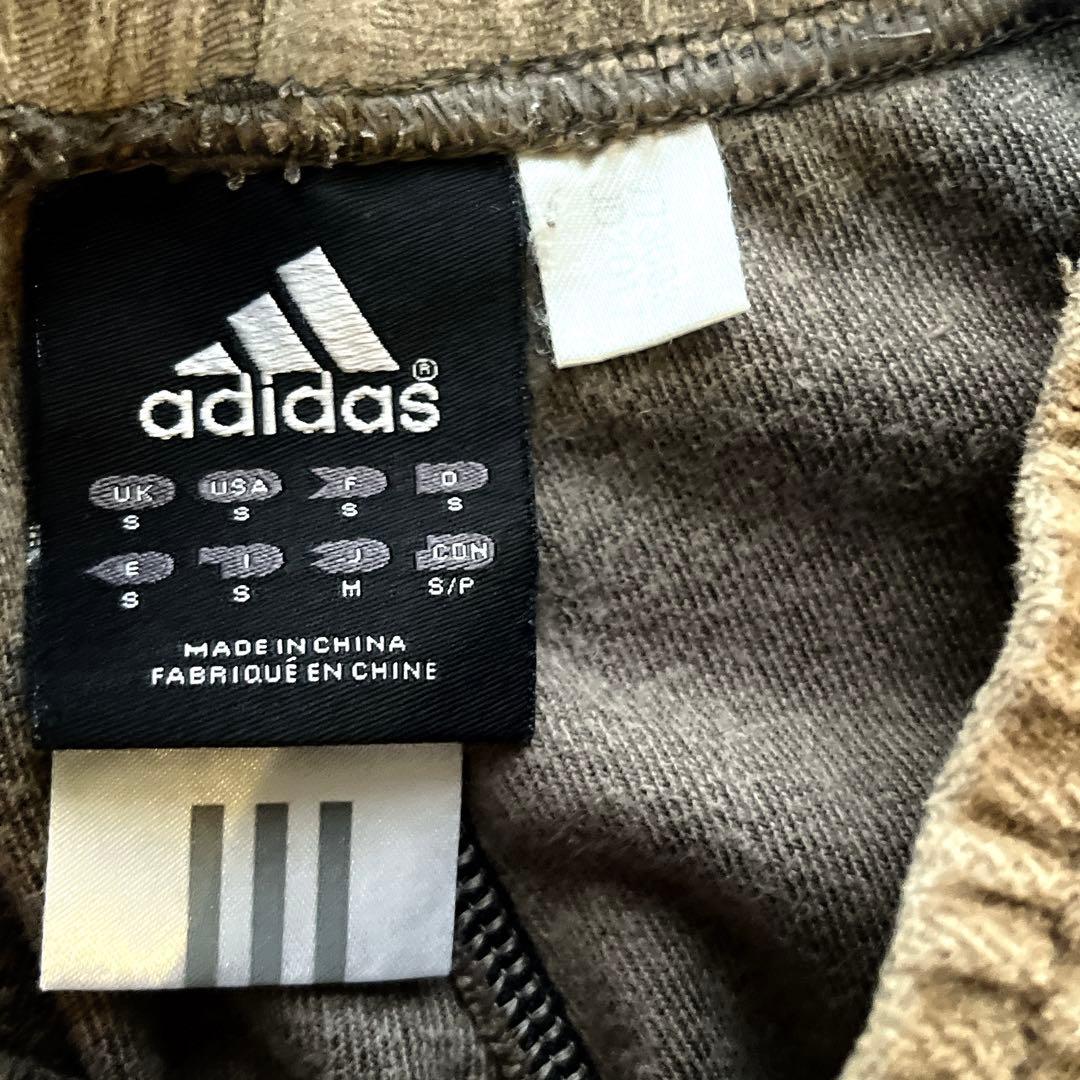 adidas®
UK USA F D
S S S S
E I J CDN
S S M S/P
MADE IN CHINA
FABRIQUÉ EN CHINE